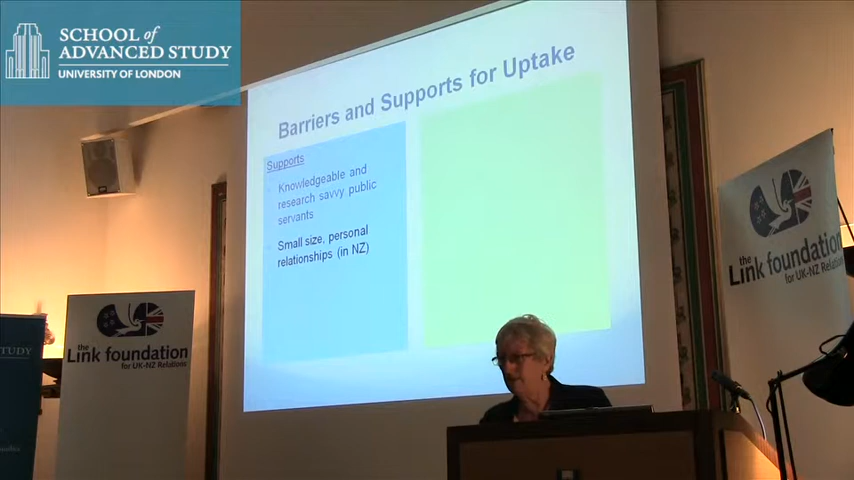 SCHOOL of
ADVANCED STUDY
UNIVERSITY OF LONDON
Barriers and Supports for Uptake
Supports
Knowledgeable and
research savvy public
servants
Small size, personal
relationships (in NZ)
the
Link foundation
for UK-NZ Relations
the
Link foundation
for UK-NZ Relations
STUDY